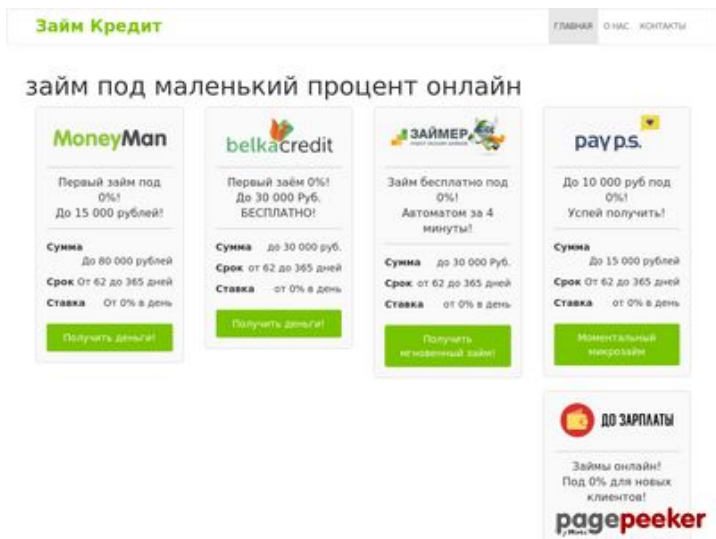 Займ Кредит
ГЛАВНАЯ О НАС. КОНТАКТЫ
займ под маленький процент онлайн
MoneyMan
Первый займ под
0%!
До 15 000 рублей!
Сумма
До 80 000 рублей
Срок От 62 до 365 дней
Ставка От 0% в день
Получить деньги!
belkacredit
Первый заём 0%!
До 30 000 Руб.
БЕСПЛАТНО!
Сумма до 30 000 руб.
Срок от 62 до 365 дней
Ставка от 0% в день
Получить деньги!
ЗАЙМЕР
Займ бесплатно под
0%!
Автоматом за 4
минуты!
Сумма до 30 000 Руб.
Срок от 62 до 365 дней
Ставка от 0% в день
Получить
мгновенный займ!
pay p.s.
До 10 000 руб под
0%!
Успей получить!
Сумма
До 15 000 рублей
Срок От 62 до 365 дней
Ставка от 0% в день
Моментальный
микрозайм
ДО ЗАРПЛАТЫ
Займы онлайн!
Под 0% для новых
клиентов!
pagepeeker